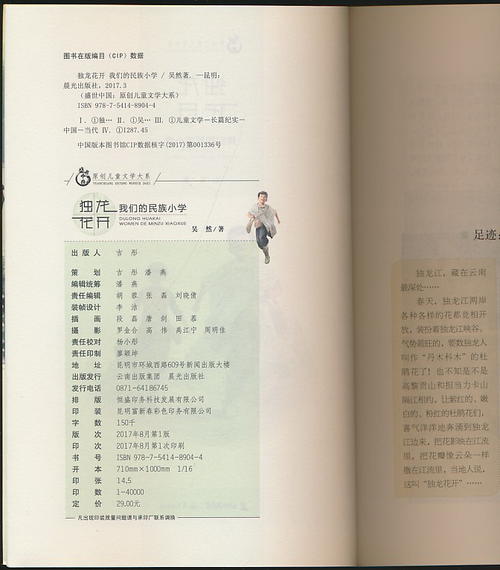 图书在版编目（CIP）数据
独龙花开 我们的民族小学 / 吴然著. —昆明：
晨光出版社，2017.3
（盛世中国：原创儿童文学大系）
ISBN 978-7-5414-8904-4
Ⅰ. ①独… Ⅱ. ①吴… Ⅲ. ①儿童文学—长篇纪实—
中国—当代 Ⅳ. ①I287.45
中国版本图书馆CIP数据核字(2017)第001336号
原创儿童文学大系
YUANCHUANG ERTONG WENXUE DAXI
独龙花开 我们的民族小学
DULONG HUAKAI
WOMEN DE MINZU XIAOXUE
吴 然/著
出 版 人 吉 彤
策 划 吉 彤 潘 燕
编辑统筹 潘 燕
责任编辑 胡 蓉 张 磊 刘晓倩
装帧设计 李 洁
插 画 段 磊 唐 剑 田 荔
摄 影 罗金合 高 伟 禹江宁 周明佳
责任校对 杨小彤
责任印制 廖颖坤
地 址 昆明市环城西路609号新闻出版大楼
出版发行 云南出版集团 晨光出版社
发行电话 0871-64186745
排 版 恒盛印务科技发展有限公司
印 装 昆明富新春彩色印务有限公司
字 数 150千
版 次 2017年8月第1版
印 次 2017年8月第1次印刷
书 号 ISBN 978-7-5414-8904-4
开 本 710mm×1000mm 1/16
印 张 14.5
印 数 1-40000
定 价 29.00元
凡出现印装质量问题请与承印厂联系调换
足迹
独龙江，藏在云南
最深处……
春天，独龙江两岸
各种各样的花都竞相开
放，装扮着独龙江峡谷。
气势超旺的，要数独龙人
叫作“丹木科木”的杜
鹃花了！也不知是不是
高黎贡山和担当力卡山
隔江相约，让紫红的、嫩
白的、粉红的杜鹃花们，
喜气洋洋地奔涌到独龙
江边来，把花影映在江流
里，把花瓣像云朵一样
撒在江流里，当地人说，
这叫“独龙花开”……